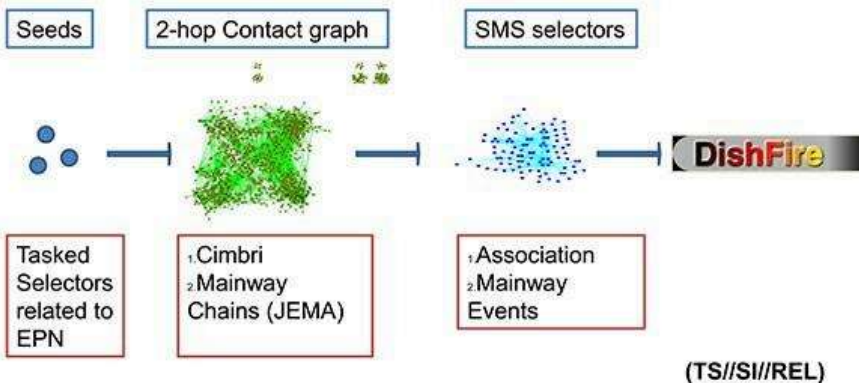 Seeds
2-hop Contact graph
SMS selectors
DishFire
Tasked
Selectors
related to
EPN
1.Cimbri
2.Mainway
Chains (JEMA)
1.Association
2.Mainway
Events
(TS//SI//REL)